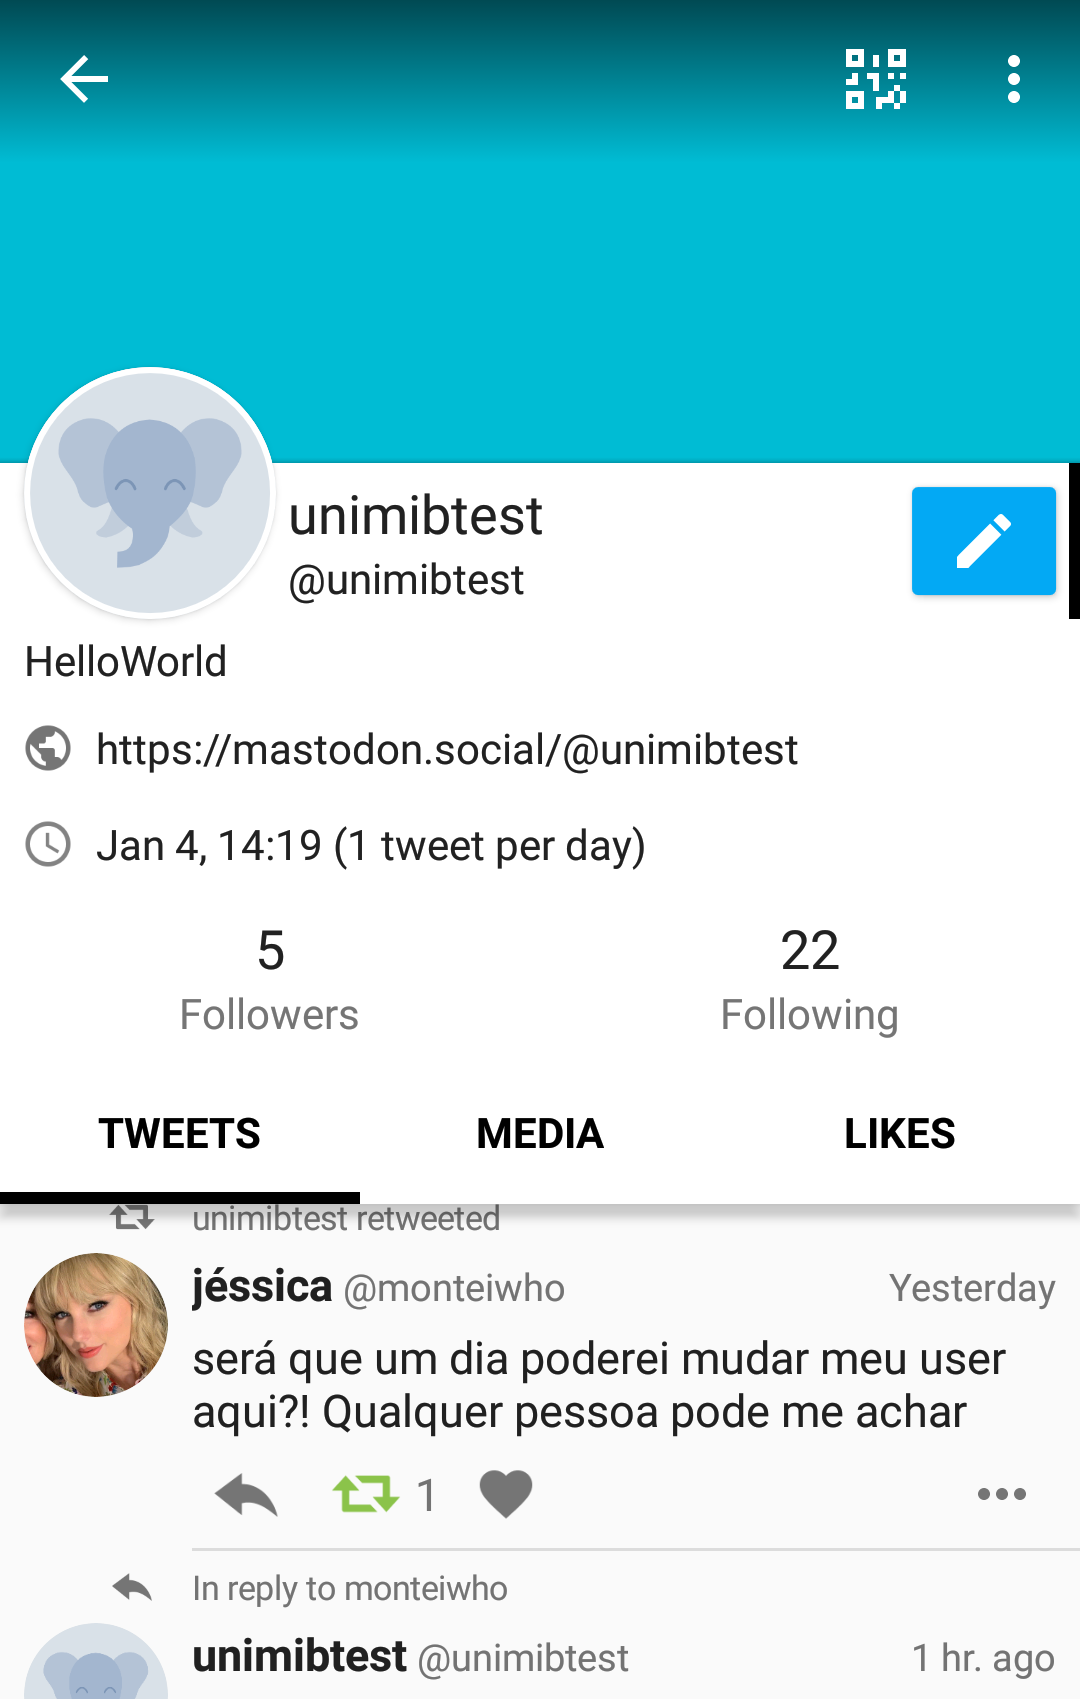 unimibtest
@unimibtest
HelloWorld
https://mastodon.social/@unimibtest
Jan 4, 14:19 (1 tweet per day)
5
Followers
22
Following
TWEETS
MEDIA
LIKES
unimibtest retweeted
jéssica @monteiwho Yesterday
será que um dia poderei mudar meu user
aqui?! Qualquer pessoa pode me achar
1
In reply to monteiwho
unimibtest @unimibtest 1 hr. ago